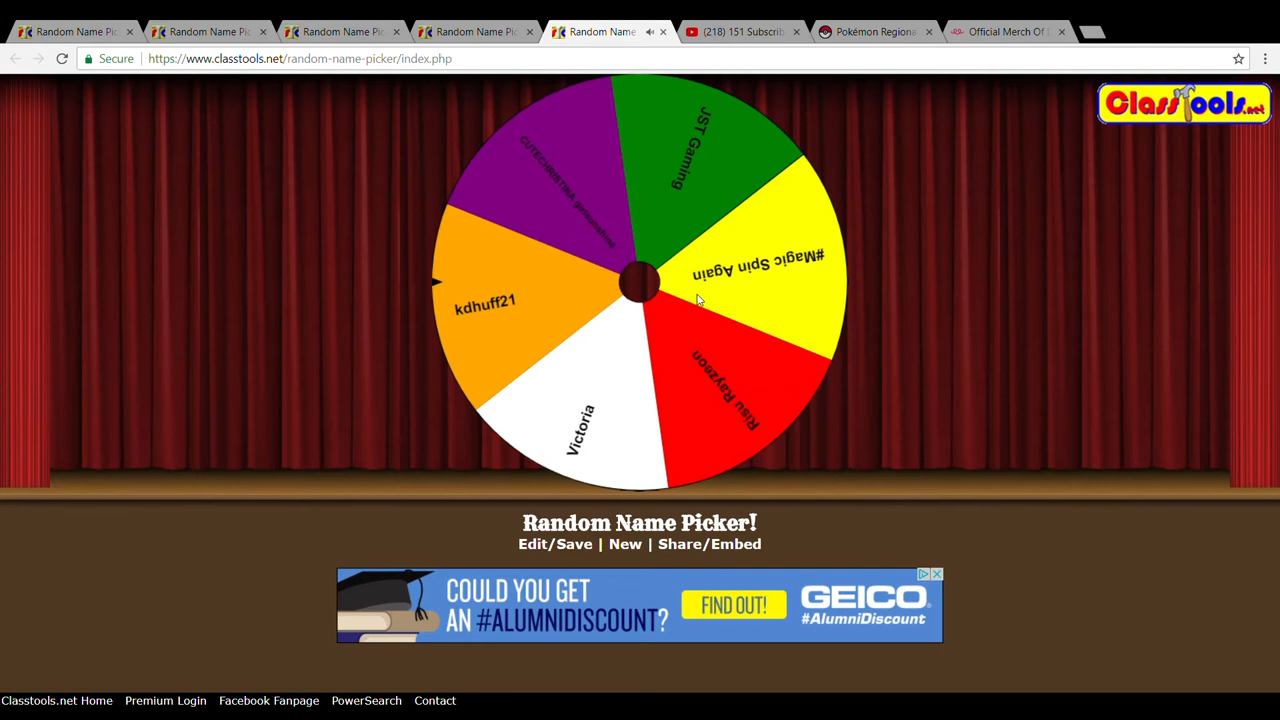 Random Name Pic
Random Name Pic
Random Name Pic
Random Name Pic
Random Name
(218) 151 Subscrib
Pokémon Regiona
Official Merch Of
Secure
https://www.classtools.net/random-name-picker/index.php
ClassTools.net
JST Gaming
CUTECHRISTINA girlsunshine
#Magic Spin Again
kdhuff21
Risu Rayzeon
Victoria
Random Name Picker!
Edit/Save | New | Share/Embed
COULD YOU GET
AN #ALUMNIDISCOUNT?
FIND OUT!
GEICO
#AlumniDiscount
Classtools.net Home
Premium Login
Facebook Fanpage
PowerSearch
Contact